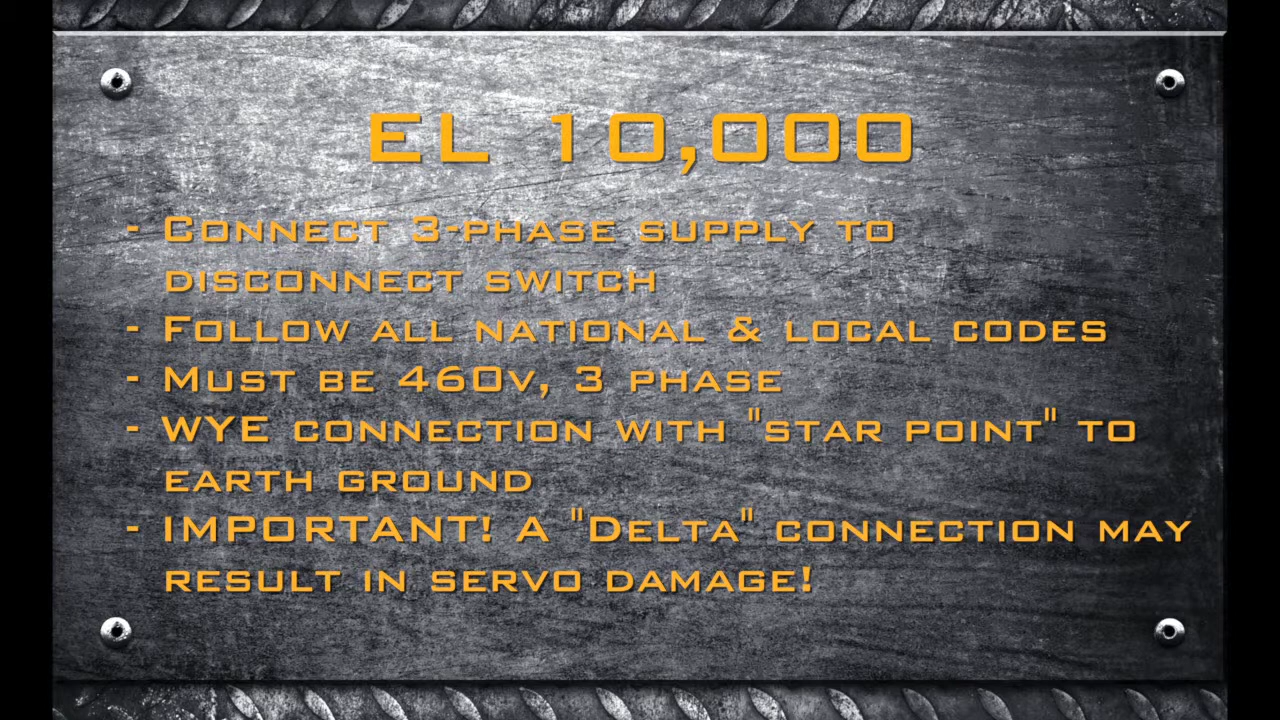 EL 10,000
- Connect 3-phase supply to
disconnect switch
- Follow all national & local codes
- Must be 460v, 3 phase
- WYE connection with "star point" to
earth ground
- IMPORTANT! A "Delta" connection may
result in servo damage!